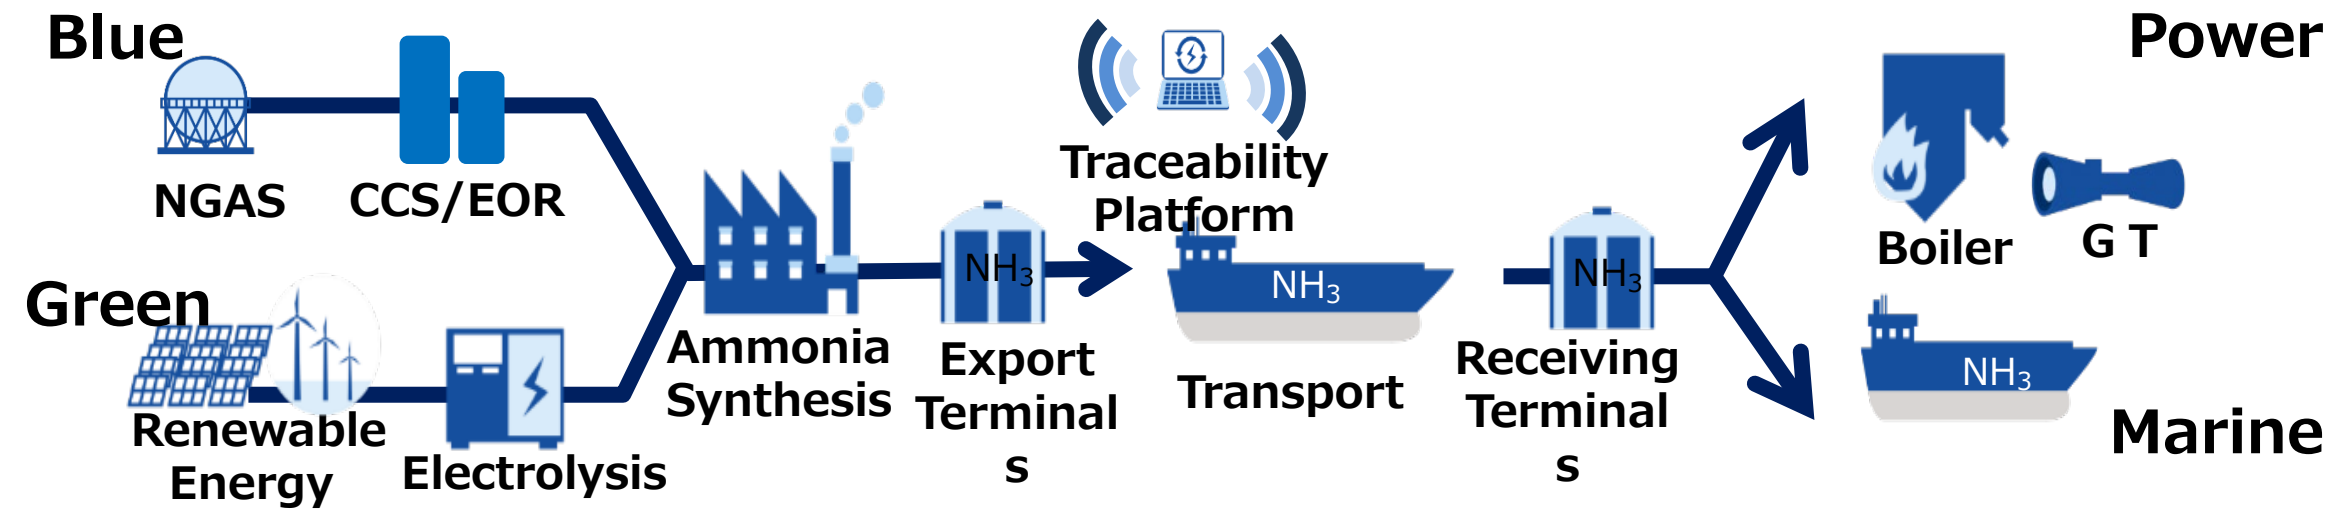 Blue
NGAS
CCS/EOR
Green
Renewable
Energy
Electrolysis
Ammonia
Synthesis
NH₃
Export
Terminal
s
Traceability
Platform
NH₃
Transport
NH₃
Receiving
Terminal
s
Power
Boiler
G T
NH₃
Marine